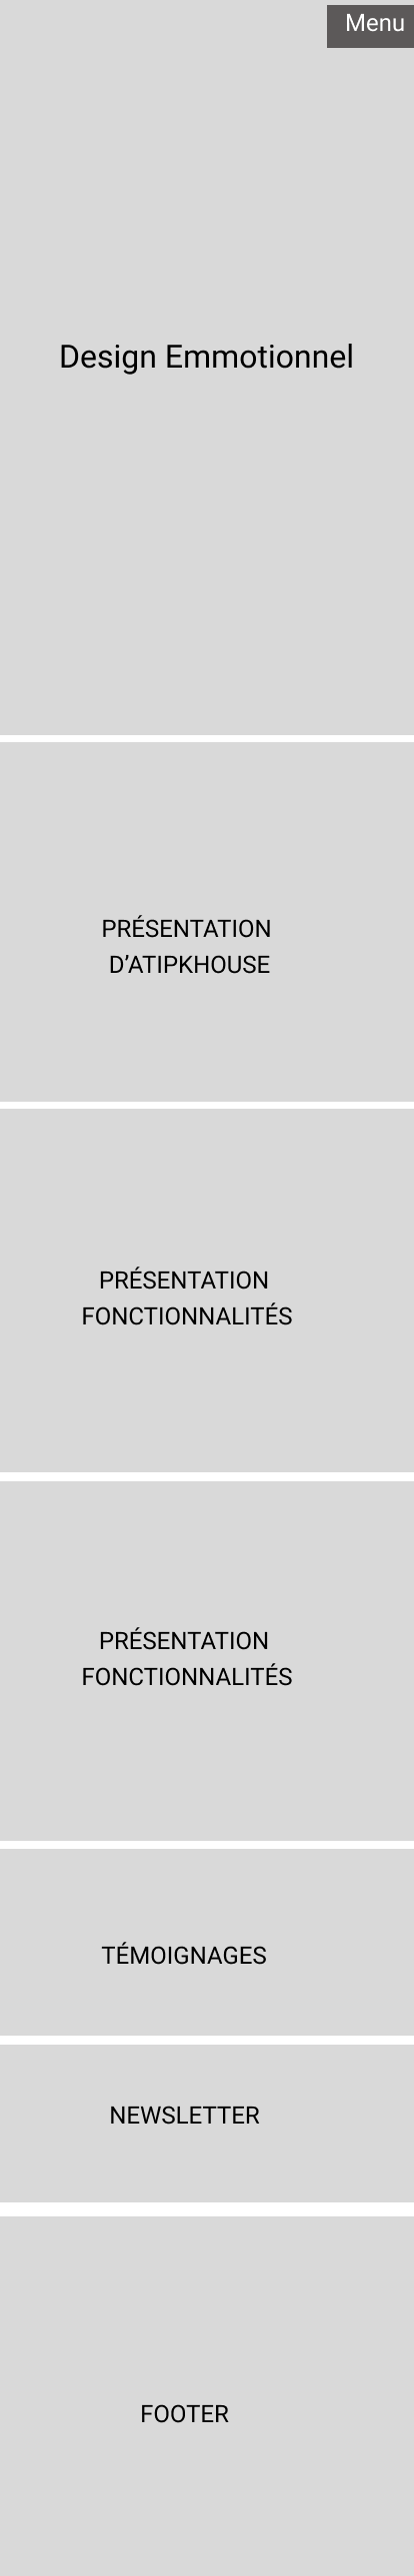 Menu
Design Emmotionnel
PRÉSENTATION
D’ATIPKHOUSE
PRÉSENTATION
FONCTIONNALITÉS
PRÉSENTATION
FONCTIONNALITÉS
TÉMOIGNAGES
NEWSLETTER
FOOTER